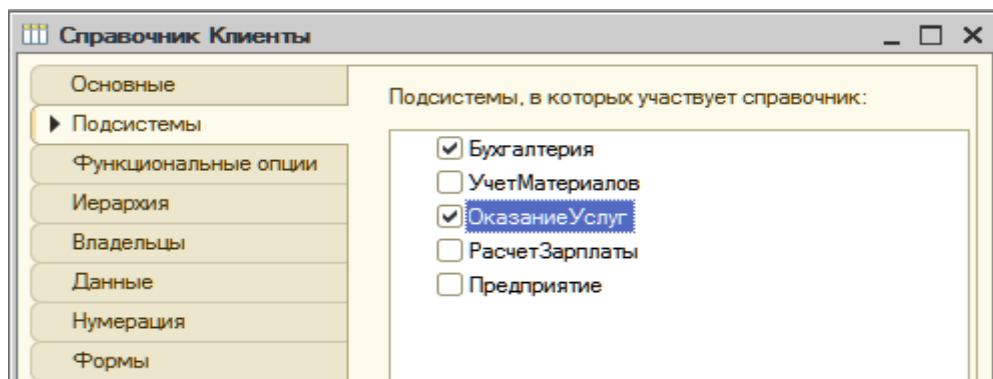 Справочник Клиенты
Основные
Подсистемы
Функциональные опции
Иерархия
Владельцы
Данные
Нумерация
Формы
Подсистемы, в которых участвует справочник:
Бухгалтерия
УчетМатериалов
ОказаниеУслуг
РасчетЗарплаты
Предприятие